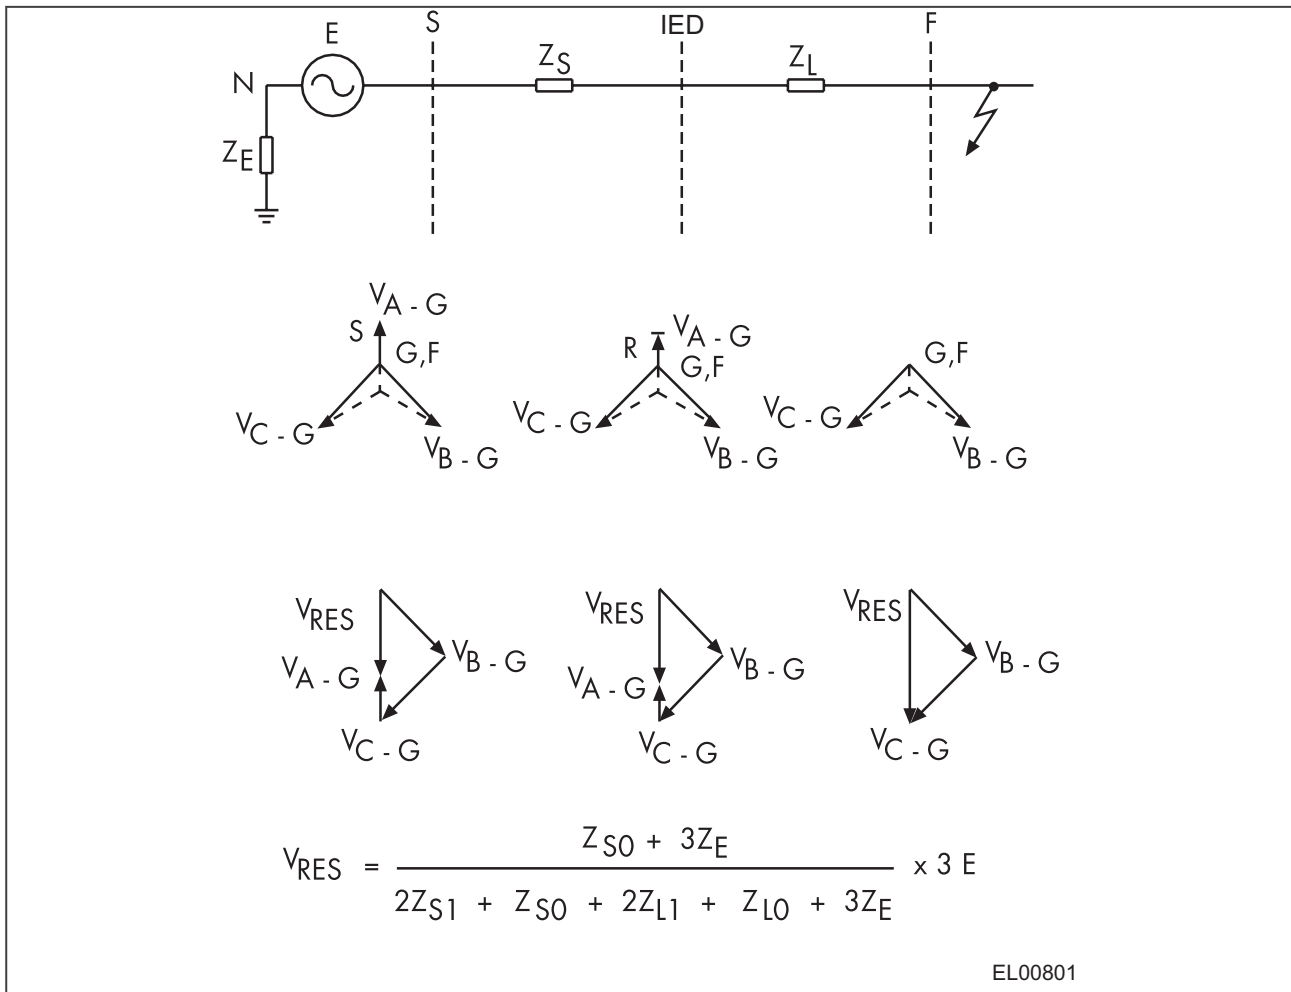 E S IED F
N Z_S Z_L
Z_E
V_A - G V_A - G
S G,F R G,F G,F
V_C - G V_B - G V_C - G V_B - G V_C - G V_B - G
V_RES V_RES V_RES
V_A - G V_B - G V_A - G V_B - G V_B - G
V_C - G V_C - G V_C - G
V_RES = (Z_S0 + 3Z_E) / (2Z_S1 + Z_S0 + 2Z_L1 + Z_L0 + 3Z_E) x 3 E
EL00801